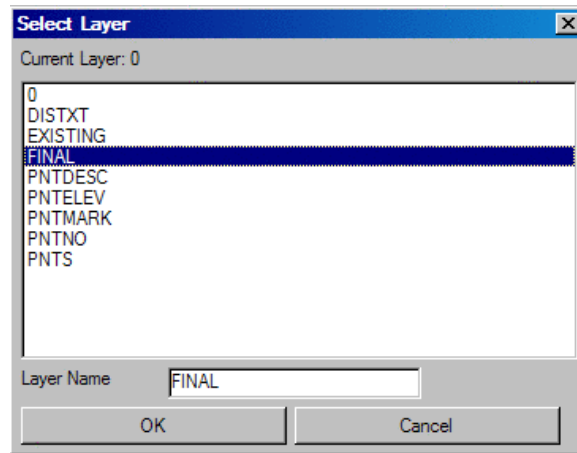 Select Layer
Current Layer: 0
0
DISTXT
EXISTING
FINAL
PNTDESC
PNTELEV
PNTMARK
PNTNO
PNTS
Layer Name FINAL
OK Cancel